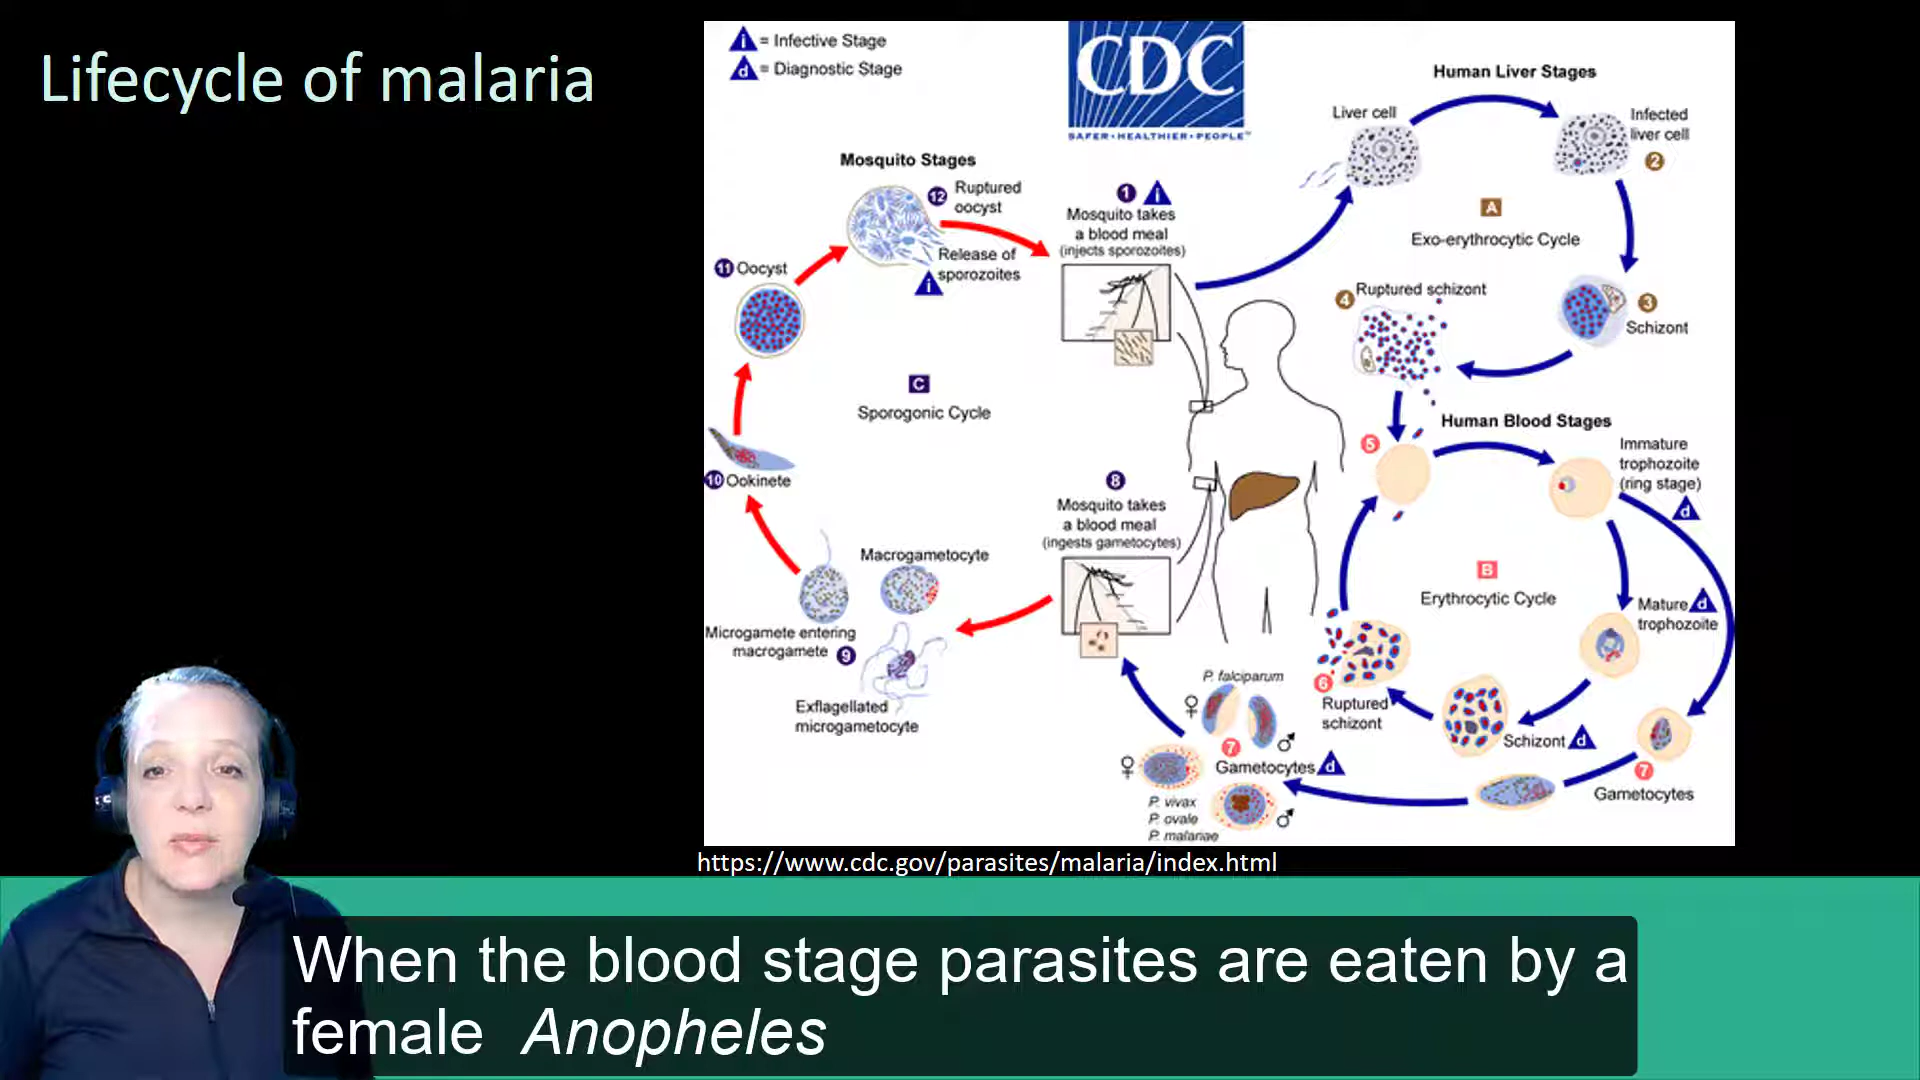 Lifecycle of malaria
i = Infective Stage
d = Diagnostic Stage
CDC
SAFER • HEALTHIER • PEOPLE™
Human Liver Stages
Liver cell
Infected
liver cell
2
A
Exo-erythrocytic Cycle
4 Ruptured schizont
3
Schizont
Mosquito Stages
12 Ruptured
oocyst
Release of
sporozoites
i
11 Oocyst
C
Sporogonic Cycle
10 Ookinete
Macrogametocyte
Microgamete entering
macrogamete 9
Exflagellated
microgametocyte
1 i
Mosquito takes
a blood meal
(injects sporozoites)
8
Mosquito takes
a blood meal
(ingests gametocytes)
Human Blood Stages
5
Immature
trophozoite
(ring stage)
d
B
Erythrocytic Cycle
Mature d
trophozoite
6
Ruptured
schizont
Schizont d
7
Gametocytes
P. falciparum
♀
7 ♂
Gametocytes d
♀
P. vivax
P. ovale
P. malariae
♂
https://www.cdc.gov/parasites/malaria/index.html
When the blood stage parasites are eaten by a
female Anopheles